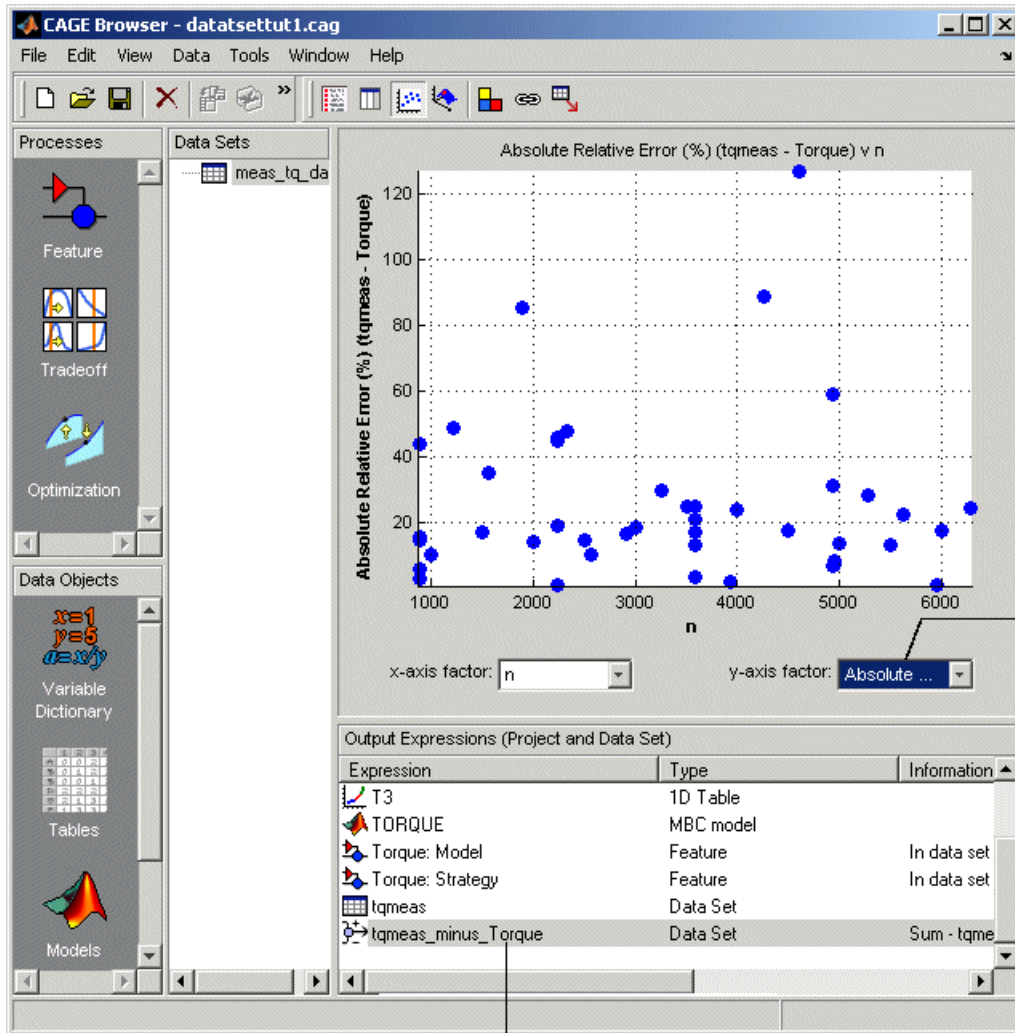 CAGE Browser - datatsettut1.cag
File Edit View Data Tools Window Help
»
Processes
Feature
Tradeoff
Optimization
Data Objects
x=1
y=5
a=x/y
Variable
Dictionary
Tables
Models
Data Sets
meas_tq_da
Absolute Relative Error (%) (tqmeas - Torque) v n
Absolute Relative Error (%) (tqmeas - Torque)
120
100
80
60
40
20
1000 2000 3000 4000 5000 6000
n
x-axis factor: n y-axis factor: Absolute ...
Output Expressions (Project and Data Set)
Expression Type Information
T3 1D Table
TORQUE MBC model
Torque: Model Feature In data set
Torque: Strategy Feature In data set
tqmeas Data Set
tqmeas_minus_Torque Data Set Sum - tqme